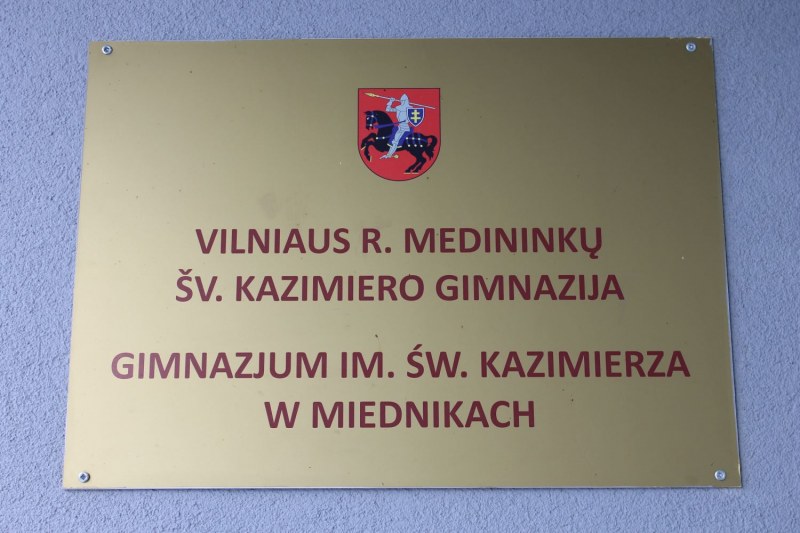 VILNIAUS R. MEDININKŲ
ŠV. KAZIMIERO GIMNAZIJA
GIMNAZJUM IM. ŚW. KAZIMIERZA
W MIEDNIKACH